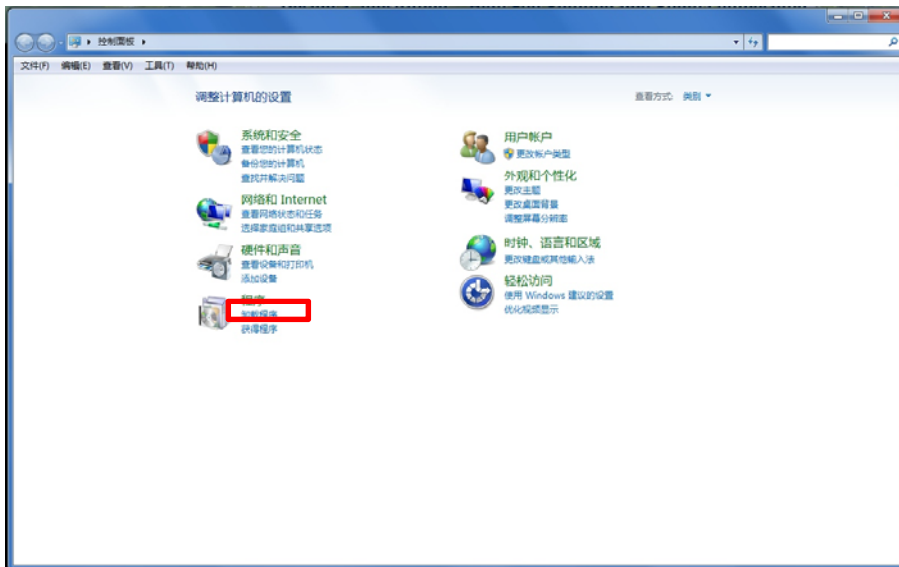 控制面板
文件(F) 编辑(E) 查看(V) 工具(T) 帮助(H)
调整计算机的设置
查看方式: 类别
系统和安全
查看您的计算机状态
备份您的计算机
查找并解决问题
网络和 Internet
查看网络状态和任务
选择家庭组和共享选项
硬件和声音
查看设备和打印机
添加设备
程序
卸载程序
获得程序
用户帐户
更改帐户类型
外观和个性化
更改主题
更改桌面背景
调整屏幕分辨率
时钟、语言和区域
更改键盘或其他输入法
轻松访问
使用 Windows 建议的设置
优化视频显示